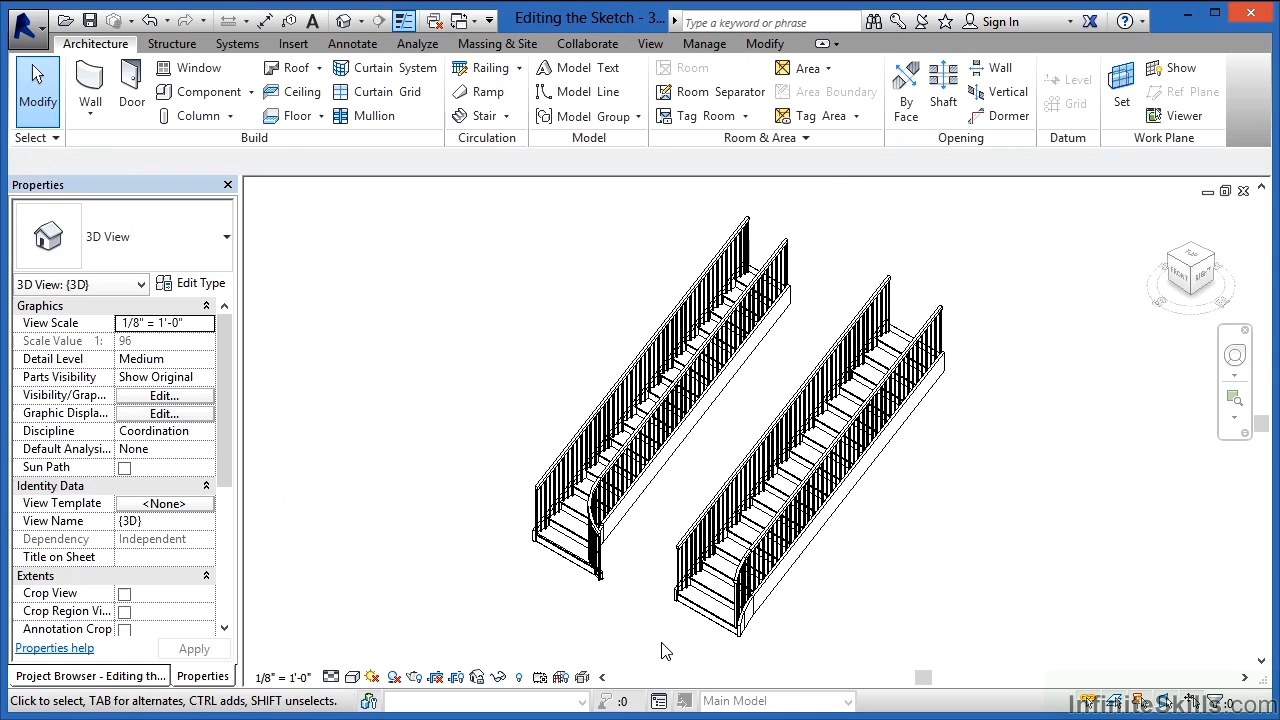 Editing the Sketch - 3... Type a keyword or phrase Sign In
Architecture Structure Systems Insert Annotate Analyze Massing & Site Collaborate View Manage Modify
Modify
Wall
Door
Window
Component
Column
Roof
Ceiling
Floor
Curtain System
Curtain Grid
Mullion
Railing
Ramp
Stair
Model Text
Model Line
Model Group
Room
Room Separator
Tag Room
Area
Area Boundary
Tag Area
By
Face
Shaft
Wall
Vertical
Dormer
Level
Grid
Set
Show
Ref Plane
Viewer
Select Build Circulation Model Room & Area Opening Datum Work Plane
Properties
3D View
3D View: {3D} Edit Type
Graphics
View Scale 1/8" = 1'-0"
Scale Value 1: 96
Detail Level Medium
Parts Visibility Show Original
Visibility/Grap... Edit...
Graphic Displa... Edit...
Discipline Coordination
Default Analysi... None
Sun Path
Identity Data
View Template <None>
View Name {3D}
Dependency Independent
Title on Sheet
Extents
Crop View
Crop Region Vi...
Annotation Crop
Properties help Apply
Project Browser - Editing th... Properties
TOP
FRONT
RIGHT
1/8" = 1'-0"
Click to select, TAB for alternates, CTRL adds, SHIFT unselects. :0 Main Model :0
InfiniteSkills.com